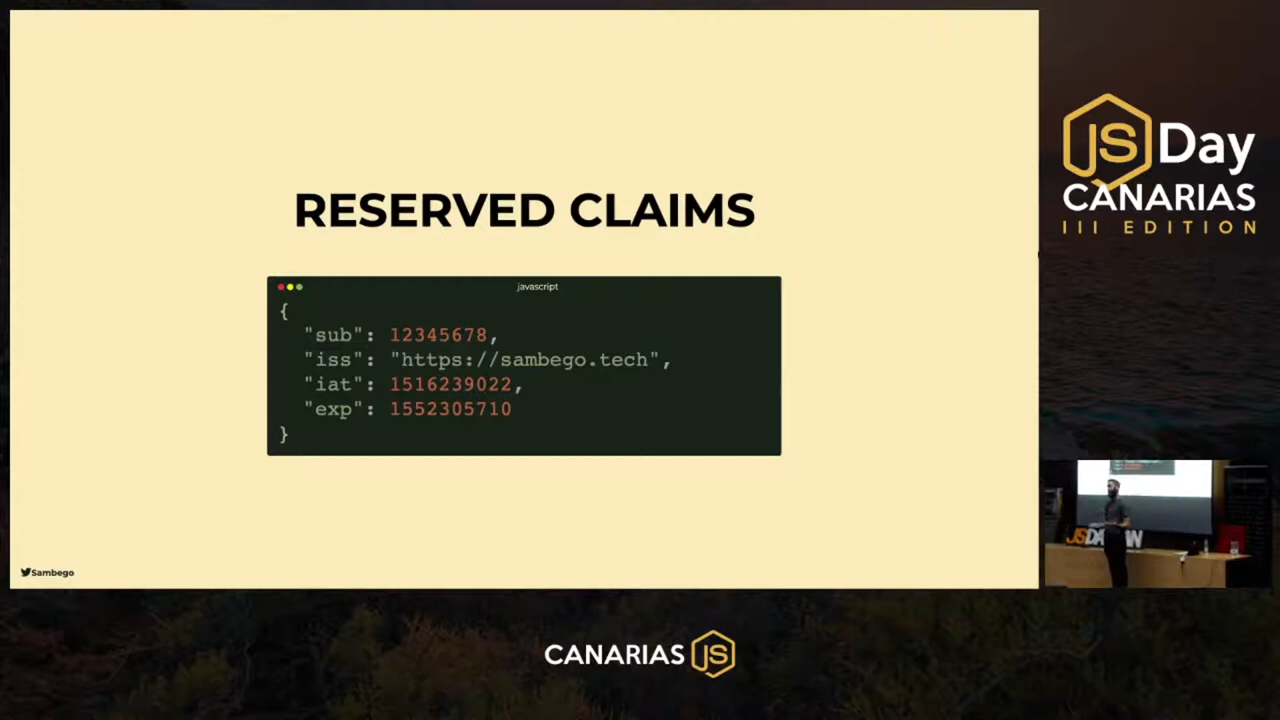 RESERVED CLAIMS
javascript
{
"sub": 12345678,
"iss": "https://sambego.tech",
"iat": 1516239022,
"exp": 1552305710
}
Sambego
JS Day
CANARIAS
III EDITION
CANARIAS JS